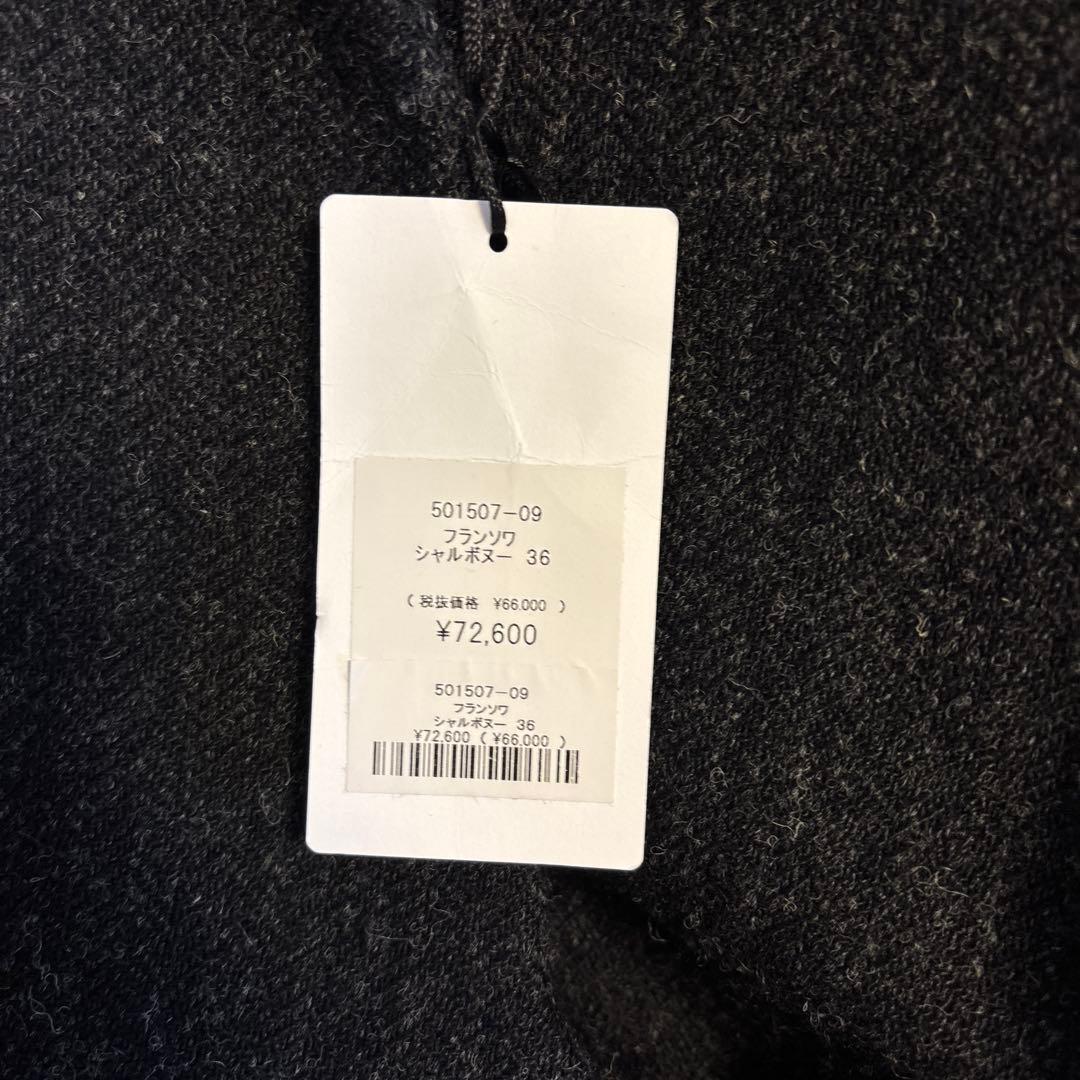 501507-09
フランソワ
シャルボヌー 36
( 税抜価格 ¥66,000 )
¥72,600
501507-09
フランソワ
シャルボヌー 36
¥72,600 ( ¥66,000 )